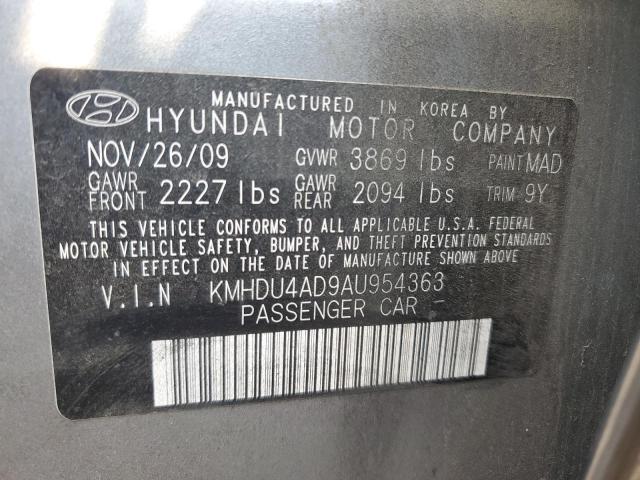 MANUFACTURED IN KOREA BY
HYUNDAI MOTOR COMPANY
NOV/26/09 GVWR 3869 lbs PAINT MAD
GAWR FRONT 2227 lbs GAWR REAR 2094 lbs TRIM 9Y
THIS VEHICLE CONFORMS TO ALL APPLICABLE U.S.A. FEDERAL
MOTOR VEHICLE SAFETY, BUMPER, AND THEFT PREVENTION STANDARDS
IN EFFECT ON THE DATE OF MANUFACTURE SHOWN ABOVE
V.I.N KMHDU4AD9AU954363
PASSENGER CAR